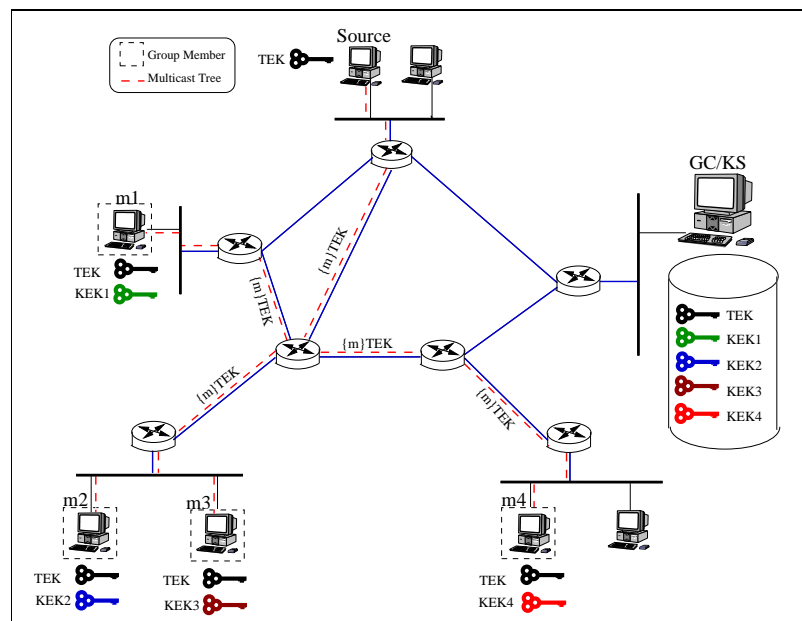 Source
TEK
Group Member
Multicast Tree
GC/KS
m1
TEK
KEK1
{m}TEK
{m}TEK
{m}TEK
{m}TEK
{m}TEK
TEK
KEK1
KEK2
KEK3
KEK4
m2
m3
m4
TEK
KEK2
TEK
KEK3
TEK
KEK4